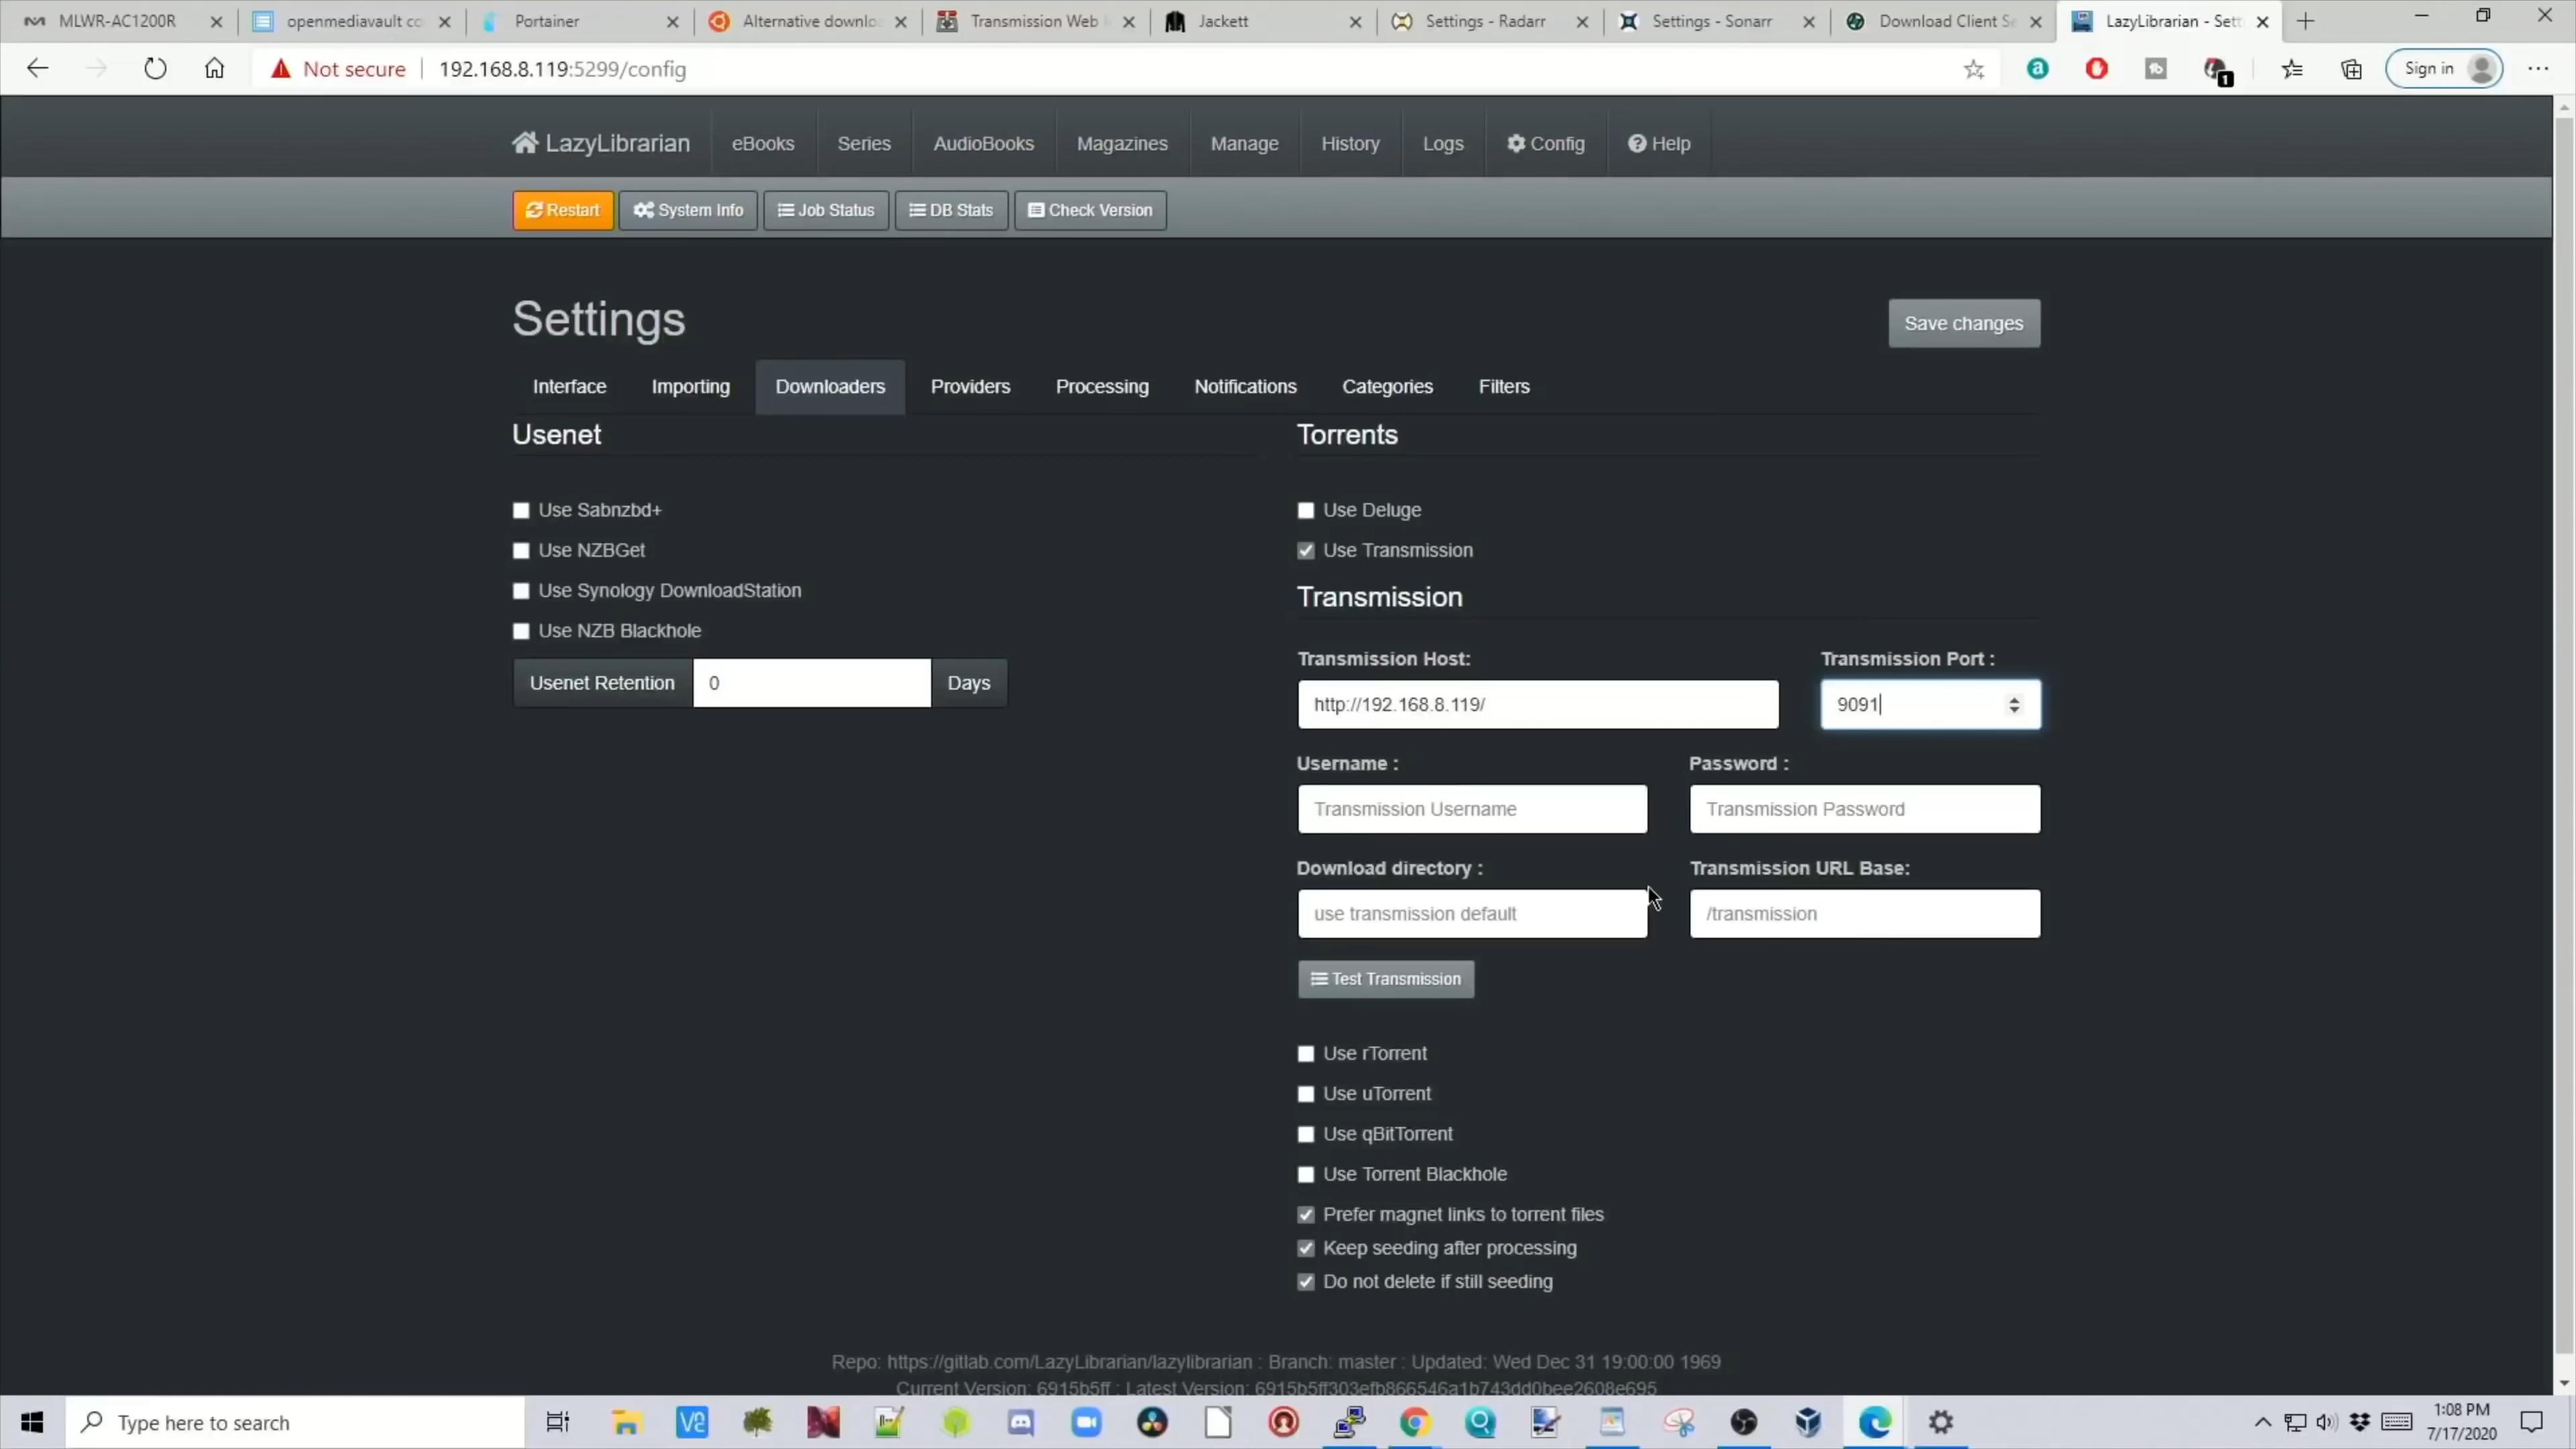 MLWR-AC1200R
openmediavault co
Portainer
Alternative downlo
Transmission Web I
Jackett
Settings - Radarr
Settings - Sonarr
Download Client Se
LazyLibrarian - Sett
Not secure
192.168.8.119:5299/config
Sign in
1
LazyLibrarian
eBooks
Series
AudioBooks
Magazines
Manage
History
Logs
Config
Help
Restart
System Info
Job Status
DB Stats
Check Version
Settings
Save changes
Interface
Importing
Downloaders
Providers
Processing
Notifications
Categories
Filters
Usenet
Use Sabnzbd+
Use NZBGet
Use Synology DownloadStation
Use NZB Blackhole
Usenet Retention 0 Days
Torrents
Use Deluge
Use Transmission
Transmission
Transmission Host: Transmission Port :
http://192.168.8.119/ 9091
Username : Password :
Transmission Username Transmission Password
Download directory : Transmission URL Base:
use transmission default /transmission
Test Transmission
Use rTorrent
Use uTorrent
Use qBitTorrent
Use Torrent Blackhole
Prefer magnet links to torrent files
Keep seeding after processing
Do not delete if still seeding
Repo: https://gitlab.com/LazyLibrarian/lazylibrarian : Branch: master : Updated: Wed Dec 31 19:00:00 1969
Current Version: 6915b5ff : Latest Version: 6915b5ff303efb866546a1b743dd0bee2608e695
Type here to search
1:08 PM
7/17/2020